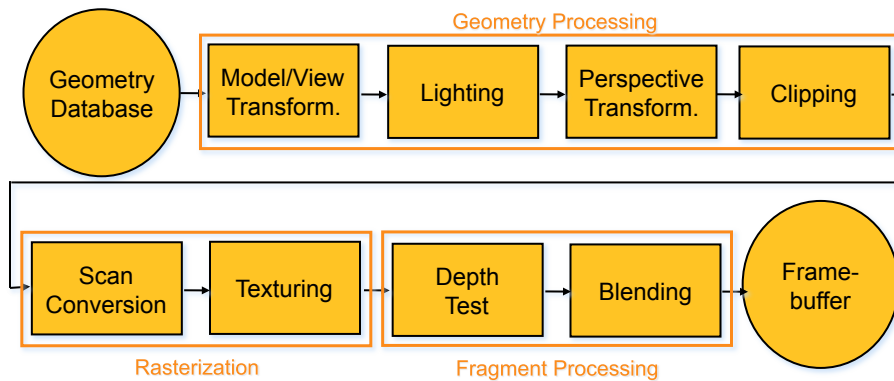 Geometry Processing
Geometry
Database
Model/View
Transform.
Lighting
Perspective
Transform.
Clipping
Scan
Conversion
Texturing
Depth
Test
Blending
Frame-
buffer
Rasterization
Fragment Processing